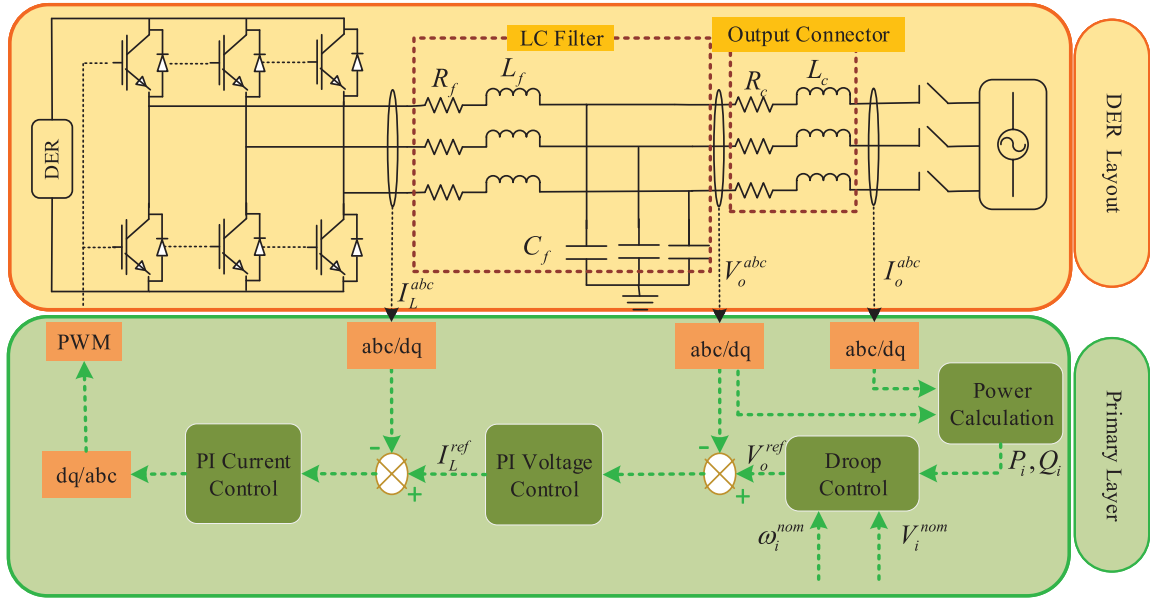 LC Filter
Output Connector
R_f
L_f
R_c
L_c
DER
DER Layout
C_f
I_L^{abc}
V_o^{abc}
I_o^{abc}
PWM
abc/dq
abc/dq
abc/dq
Power
Calculation
-
-
dq/abc
PI Current
Control
I_L^{ref}
+
PI Voltage
Control
V_o^{ref}
+
Droop
Control
P_i, Q_i
ω_i^{nom}
V_i^{nom}
Primary Layer